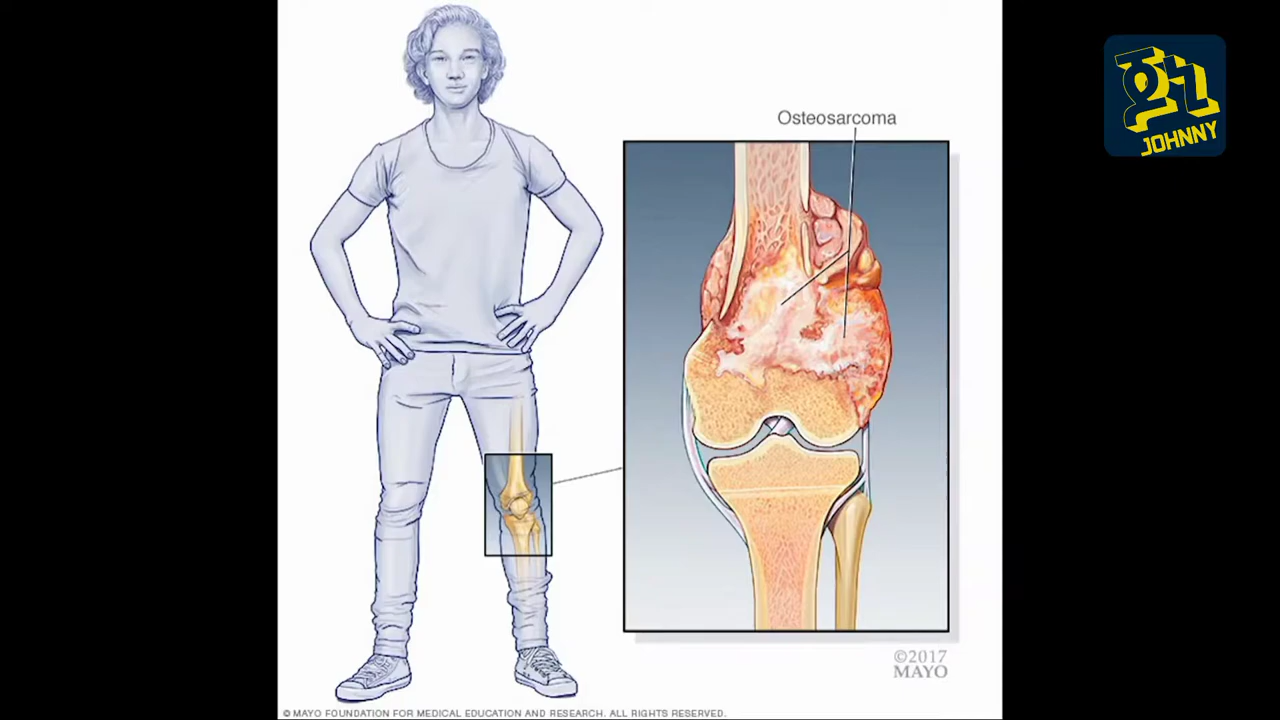 Osteosarcoma
JOHNNY
©2017
MAYO
© MAYO FOUNDATION FOR MEDICAL EDUCATION AND RESEARCH. ALL RIGHTS RESERVED.